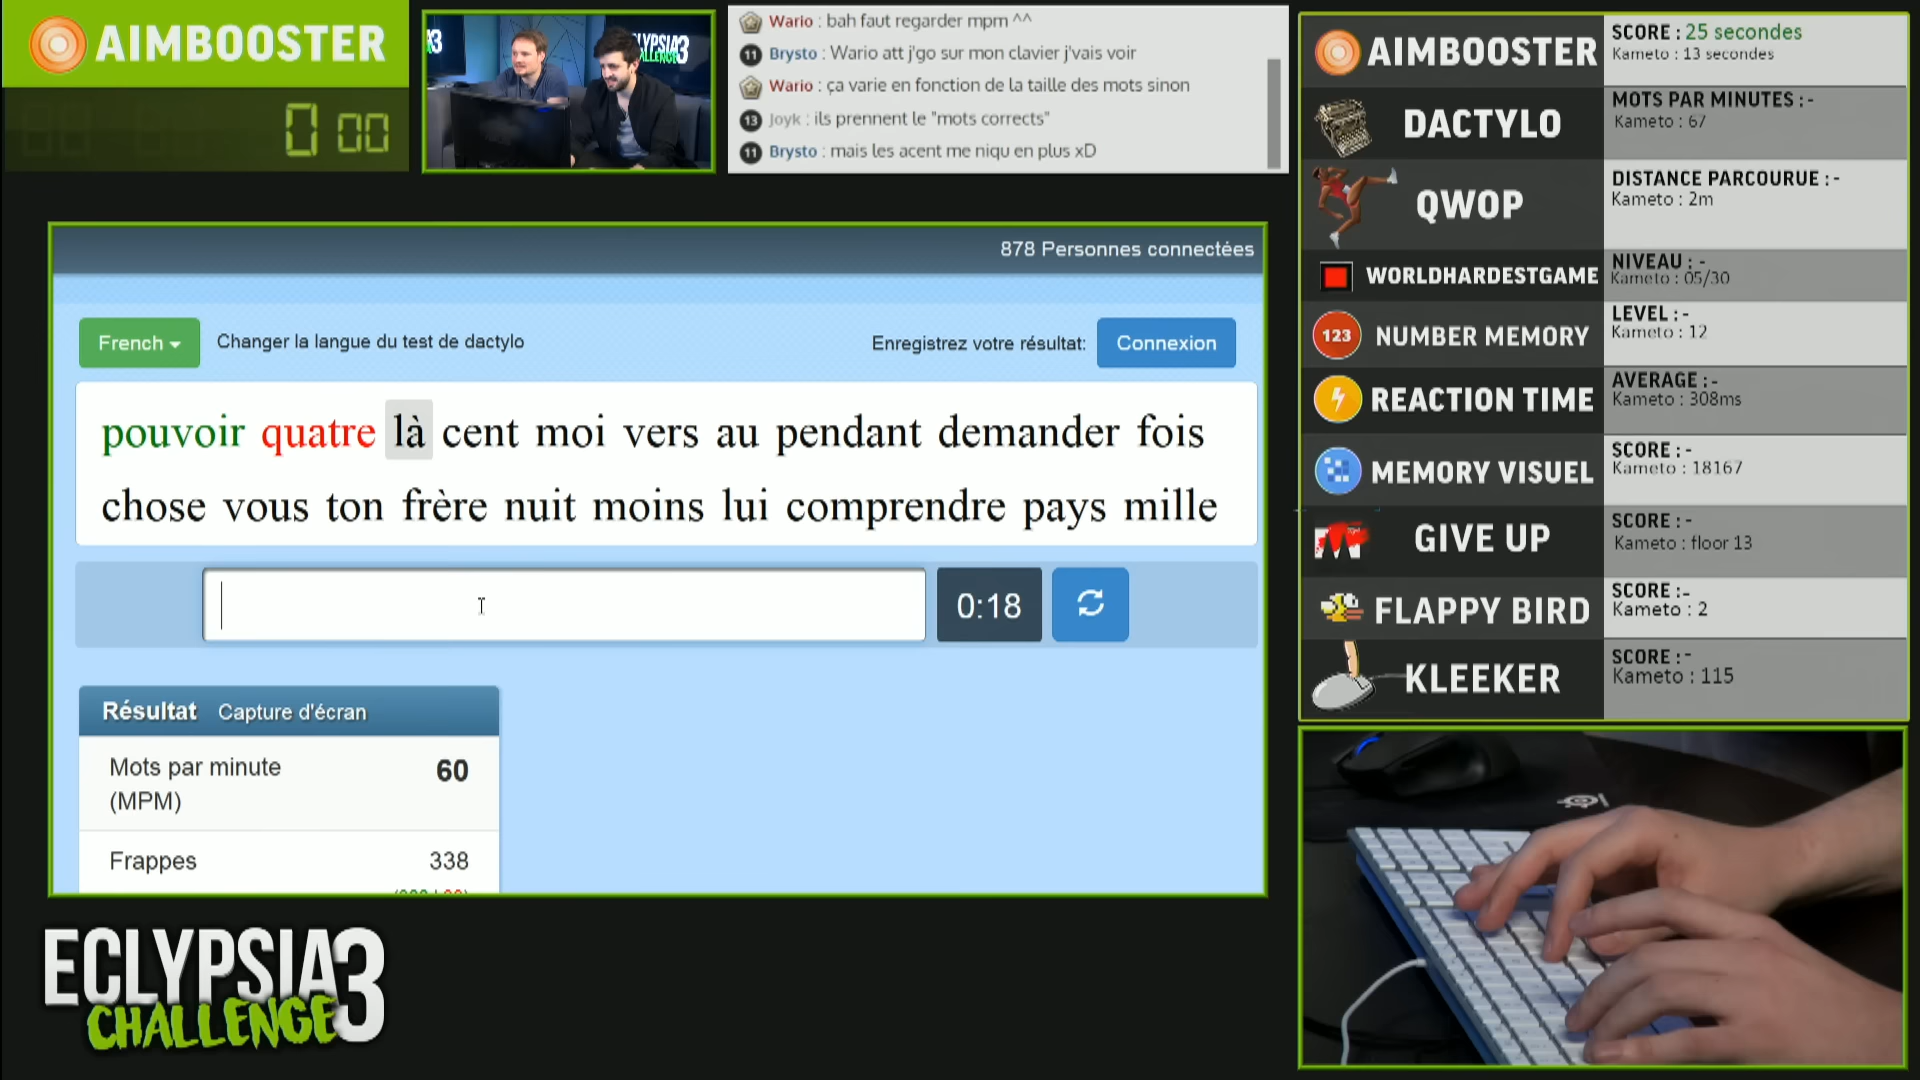 AIMBOOSTER
0 00
Wario : bah faut regarder mpm ^^
11 Brysto : Wario att j'go sur mon clavier j'vais voir
Wario : ça varie en fonction de la taille des mots sinon
13 Joyk : ils prennent le "mots corrects"
11 Brysto : mais les acent me niqu en plus xD
878 Personnes connectées
French
Changer la langue du test de dactylo
Enregistrez votre résultat:
Connexion
pouvoir quatre là cent moi vers au pendant demander fois
chose vous ton frère nuit moins lui comprendre pays mille
0:18
Résultat Capture d'écran
Mots par minute 60
(MPM)
Frappes 338
ECLYPSIA 3
CHALLENGE
AIMBOOSTER
SCORE : 25 secondes
Kameto : 13 secondes
DACTYLO
MOTS PAR MINUTES : -
Kameto : 67
QWOP
DISTANCE PARCOURUE : -
Kameto : 2m
WORLDHARDESTGAME
NIVEAU : -
Kameto : 05/30
123
NUMBER MEMORY
LEVEL : -
Kameto : 12
REACTION TIME
AVERAGE : -
Kameto : 308ms
MEMORY VISUEL
SCORE : -
Kameto : 18167
GIVE UP
SCORE : -
Kameto : floor 13
FLAPPY BIRD
SCORE : -
Kameto : 2
KLEEKER
SCORE : -
Kameto : 115